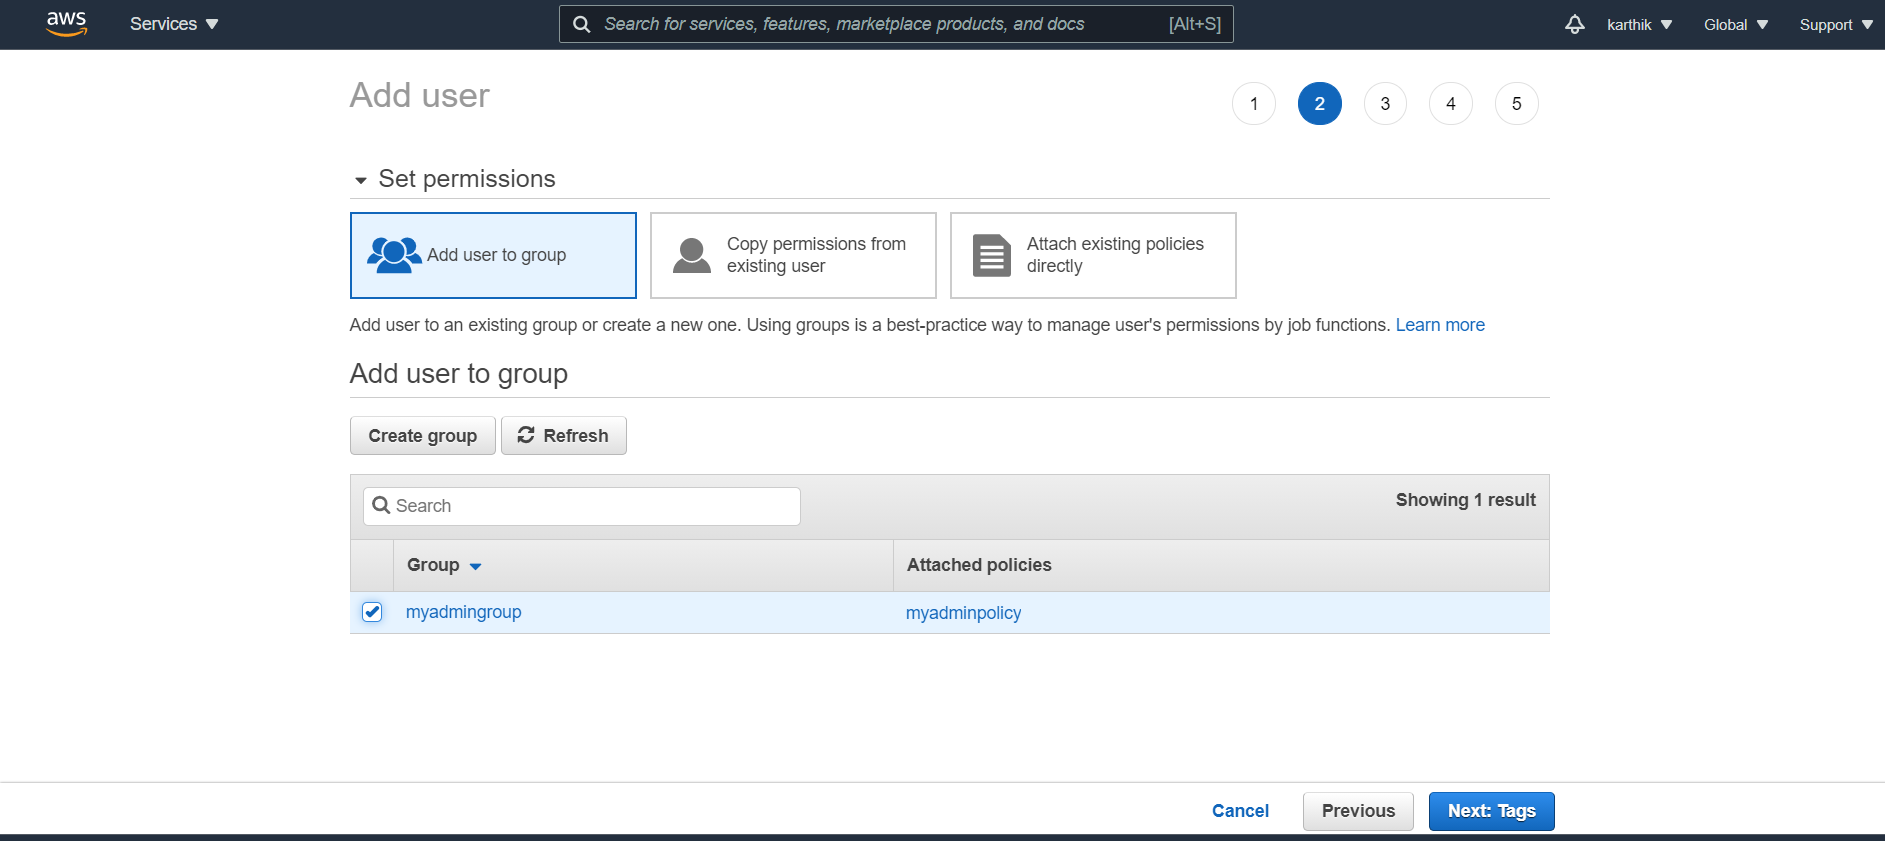 aws Services Search for services, features, marketplace products, and docs [Alt+S] karthik Global Support
Add user 1 2 3 4 5
Set permissions
Add user to group
Copy permissions from
existing user
Attach existing policies
directly
Add user to an existing group or create a new one. Using groups is a best-practice way to manage user's permissions by job functions. Learn more
Add user to group
Create group Refresh
Search Showing 1 result
Group Attached policies
myadmingroup myadminpolicy
Cancel Previous Next: Tags